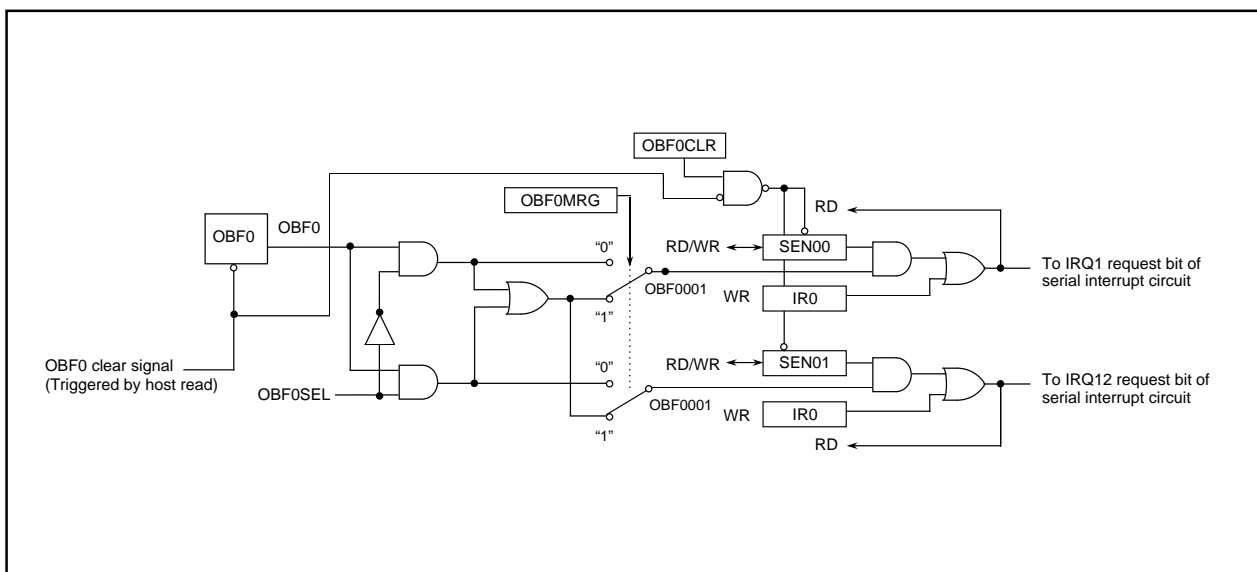 OBF0CLR
OBF0MRG
RD
OBF0
OBF0
“0”
RD/WR
SEN00
OBF0001
To IRQ1 request bit of
serial interrupt circuit
WR
IR0
“1”
OBF0 clear signal
(Triggered by host read)
OBF0SEL
“0”
RD/WR
SEN01
OBF0001
To IRQ12 request bit of
serial interrupt circuit
WR
IR0
“1”
RD